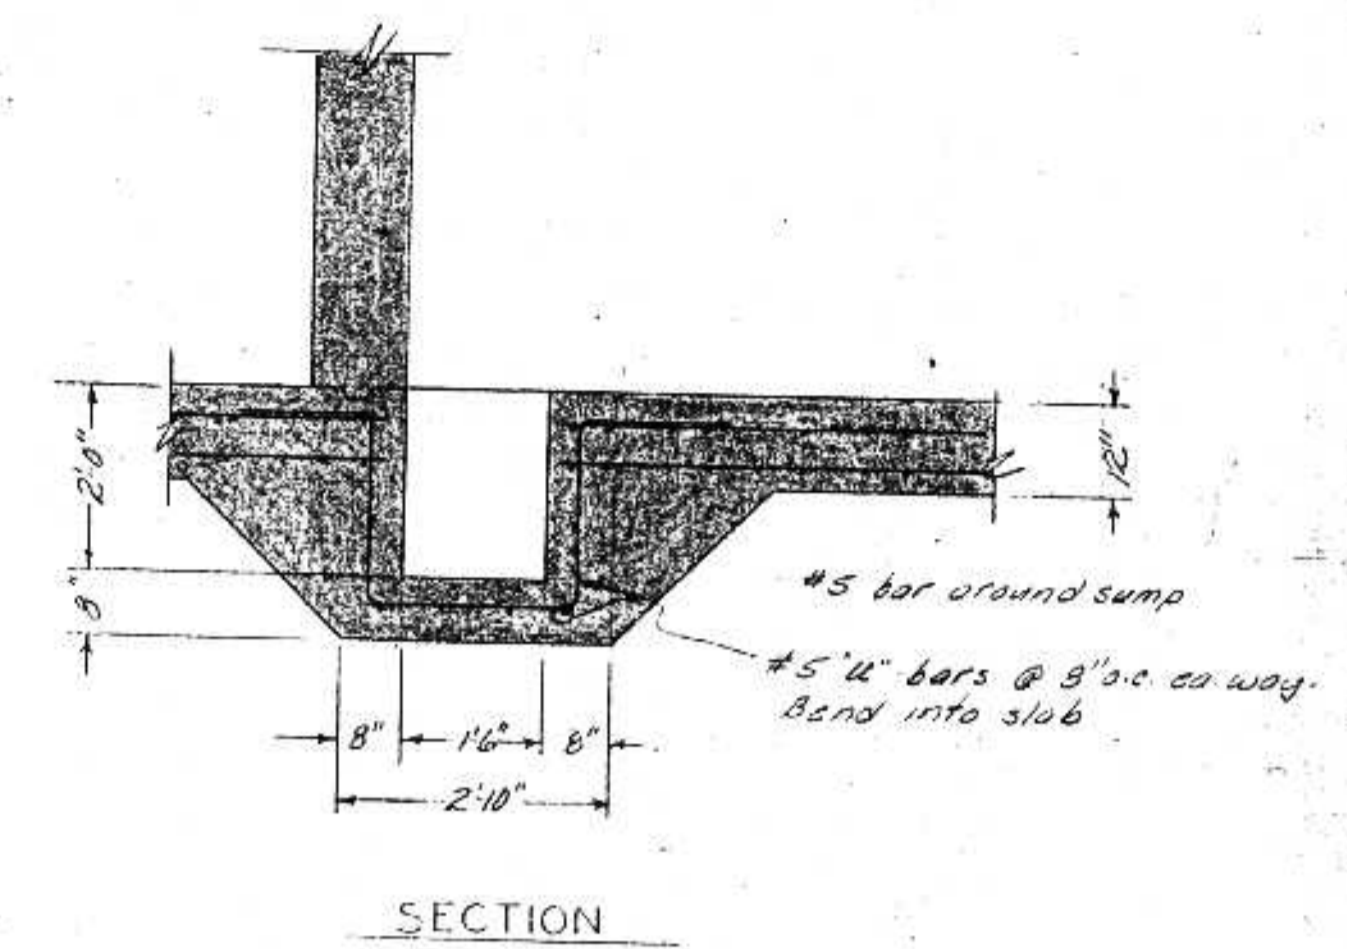 2'0"
8"
12"
#5 bar around sump
#5 "U" bars @ 8" o.c. ea. way.
Bend into slab
8" 1'6" 8"
2'-10"
SECTION